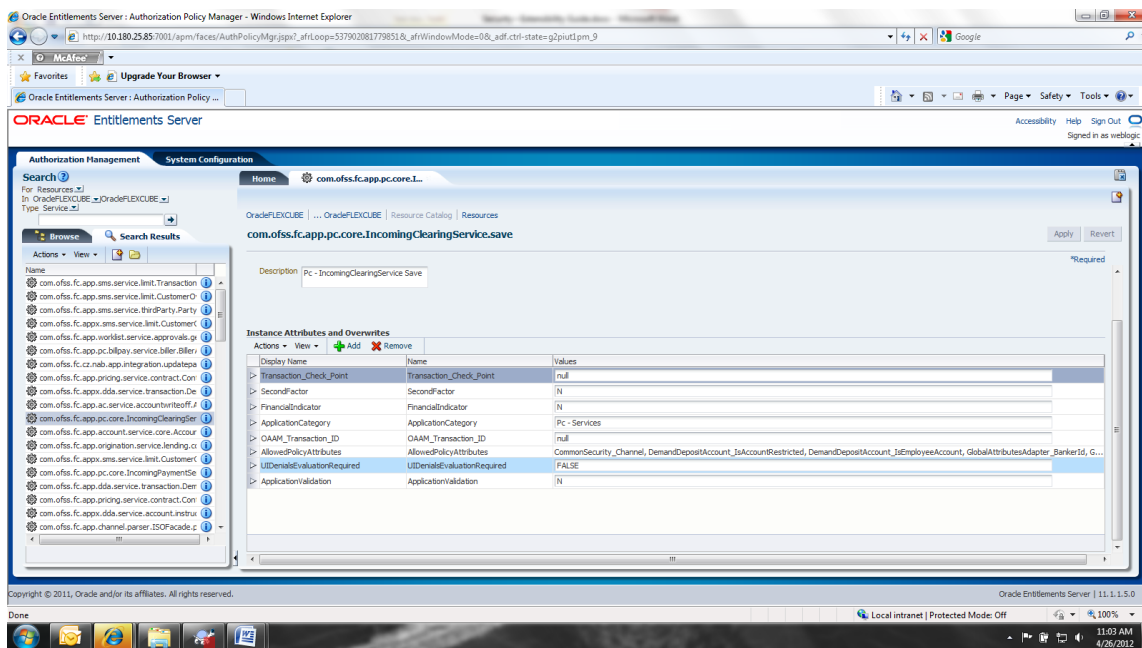 Oracle Entitlements Server : Authorization Policy Manager - Windows Internet Explorer
http://10.180.25.85:7001/apm/faces/AuthPolicyMgr.jspx?_afrLoop=537902081779851&_afrWindowMode=0&_adf.ctrl-state=g2piut1pm_9
Google
X McAfee
Favorites Upgrade Your Browser
Oracle Entitlements Server : Authorization Policy ...
Page Safety Tools
ORACLE Entitlements Server
Accessibility Help Sign Out
Signed in as weblogic
Authorization Management System Configuration
Search
For Resources
In OracleFLEXCUBE OracleFLEXCUBE
Type Service
Browse Search Results
Actions View
Name
com.ofss.fc.app.sms.service.limit.Transaction
com.ofss.fc.app.sms.service.limit.CustomerO
com.ofss.fc.app.sms.service.thirdParty.Party
com.ofss.fc.appx.sms.service.limit.Customer(
com.ofss.fc.app.worklist.service.approvals.ge
com.ofss.fc.app.pc.billpay.service.biller.Biller
com.ofss.fc.cz.nab.app.integration.updatepa
com.ofss.fc.app.pricing.service.contract.Con
com.ofss.fc.appx.dda.service.transaction.De
com.ofss.fc.app.ac.service.accountwriteoff.A
com.ofss.fc.app.pc.core.IncomingClearingSer
com.ofss.fc.app.account.service.core.Accour
com.ofss.fc.app.origination.service.lending.cc
com.ofss.fc.appx.sms.service.limit.Customer(
com.ofss.fc.app.pc.core.IncomingPaymentSe
com.ofss.fc.app.dda.service.transaction.Dem
com.ofss.fc.app.pricing.service.contract.Con
com.ofss.fc.appx.dda.service.account.instruc
com.ofss.fc.app.channel.parser.ISOFacade.p
Home com.ofss.fc.app.pc.core.I...
OracleFLEXCUBE | ... OracleFLEXCUBE | Resource Catalog | Resources
com.ofss.fc.app.pc.core.IncomingClearingService.save
Apply Revert
*Required
Description Pc - IncomingClearingService Save
Instance Attributes and Overwrites
Actions View Add Remove
Display Name Name Values
Transaction_Check_Point Transaction_Check_Point null
SecondFactor SecondFactor N
FinancialIndicator FinancialIndicator N
ApplicationCategory ApplicationCategory Pc - Services
OAAM_Transaction_ID OAAM_Transaction_ID null
AllowedPolicyAttributes AllowedPolicyAttributes CommonSecurity_Channel, DemandDepositAccount_IsAccountRestricted, DemandDepositAccount_IsEmployeeAccount, GlobalAttributesAdapter_BankerId, G...
UIDenialsEvaluationRequired UIDenialsEvaluationRequired FALSE
ApplicationValidation ApplicationValidation N
Copyright © 2011, Oracle and/or its affiliates. All rights reserved.
Oracle Entitlements Server | 11.1.1.5.0
Done
Local intranet | Protected Mode: Off
100%
11:03 AM
4/26/2012